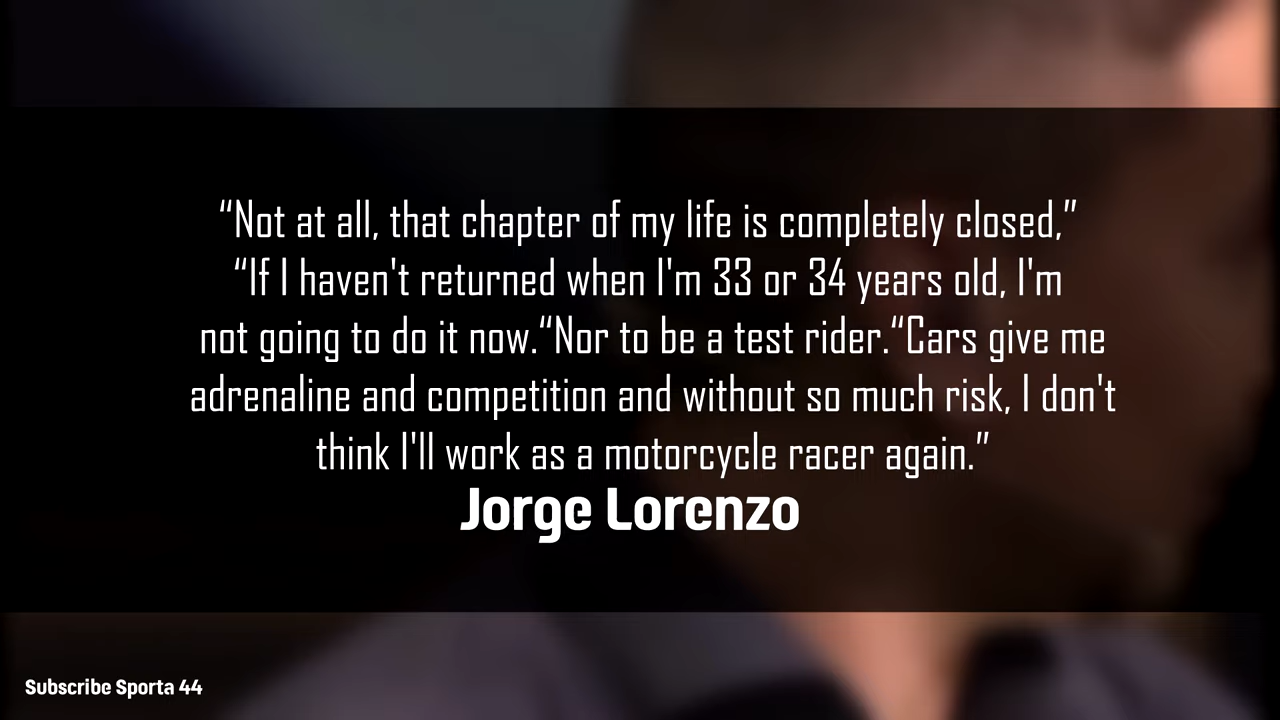 “Not at all, that chapter of my life is completely closed,”
“If I haven't returned when I'm 33 or 34 years old, I'm
not going to do it now.“Nor to be a test rider.“Cars give me
adrenaline and competition and without so much risk, I don't
think I'll work as a motorcycle racer again.”
Jorge Lorenzo
Subscribe Sporta 44